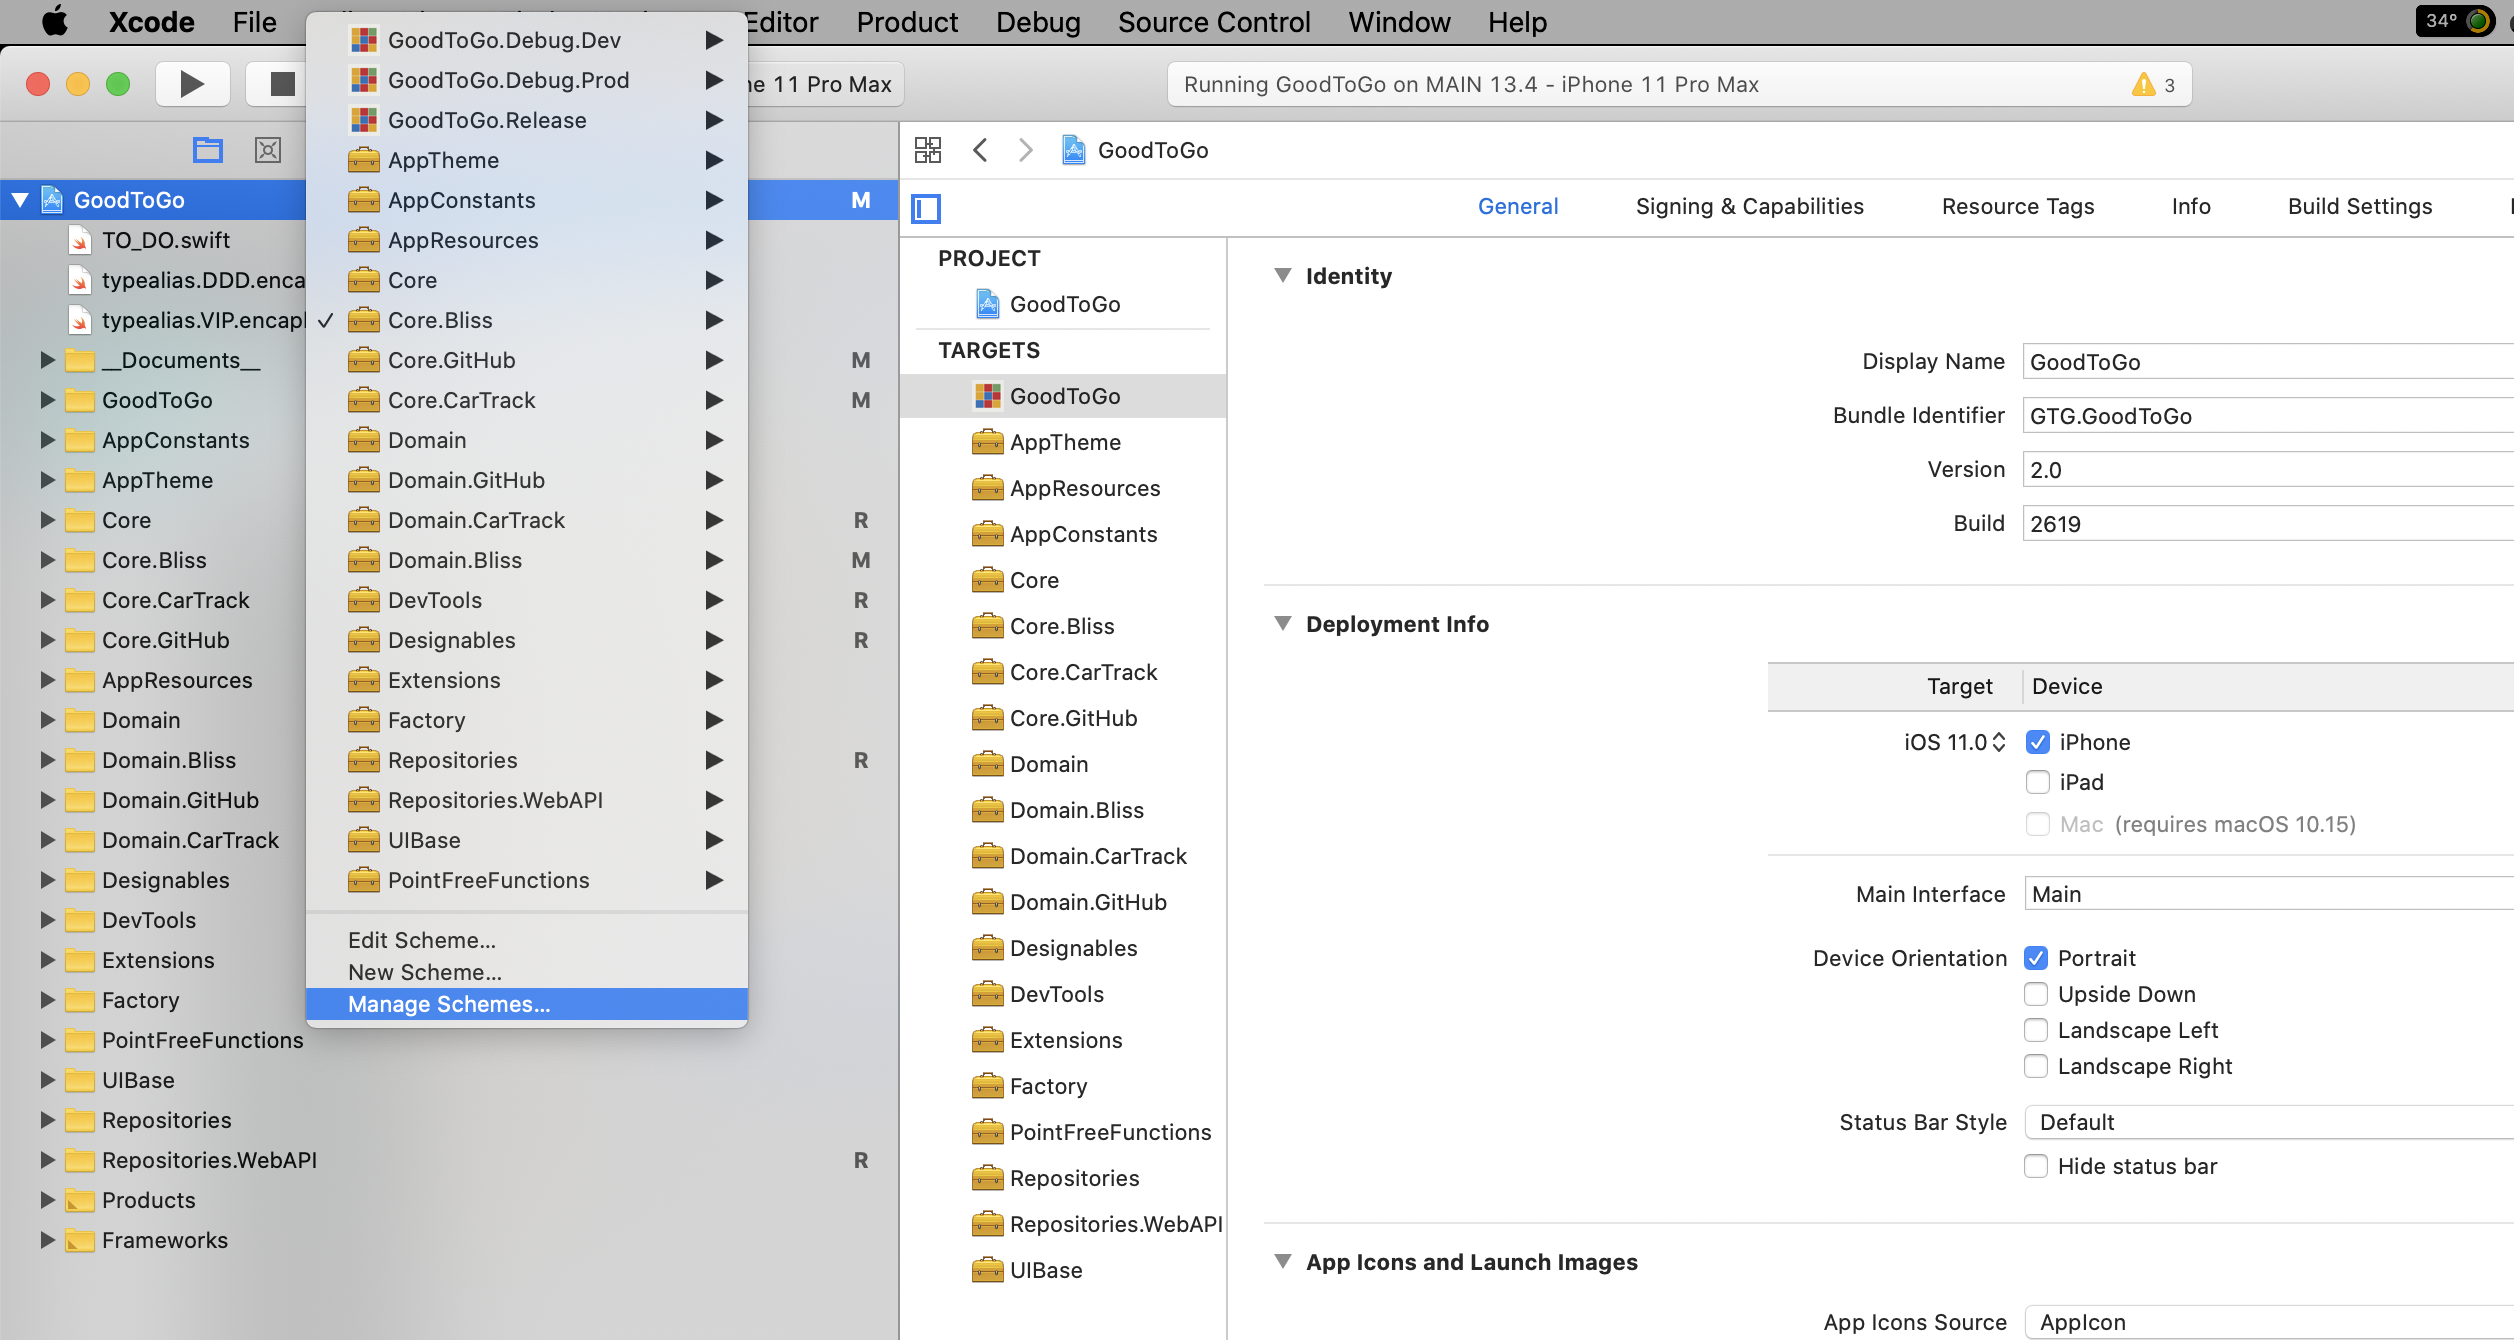 Xcode File Editor Product Debug Source Control Window Help 34°
11 Pro Max
Running GoodToGo on MAIN 13.4 - iPhone 11 Pro Max 3
GoodToGo M
TO_DO.swift
typealias.DDD.enca
typealias.VIP.encapl
__Documents__ M
GoodToGo M
AppConstants
AppTheme
Core R
Core.Bliss M
Core.CarTrack R
Core.GitHub R
AppResources
Domain
Domain.Bliss R
Domain.GitHub
Domain.CarTrack
Designables
DevTools
Extensions
Factory
PointFreeFunctions
UIBase
Repositories
Repositories.WebAPI R
Products
Frameworks
GoodToGo.Debug.Dev
GoodToGo.Debug.Prod
GoodToGo.Release
AppTheme
AppConstants
AppResources
Core
✓ Core.Bliss
Core.GitHub
Core.CarTrack
Domain
Domain.GitHub
Domain.CarTrack
Domain.Bliss
DevTools
Designables
Extensions
Factory
Repositories
Repositories.WebAPI
UIBase
PointFreeFunctions
Edit Scheme...
New Scheme...
Manage Schemes...
GoodToGo
General Signing & Capabilities Resource Tags Info Build Settings
PROJECT
GoodToGo
TARGETS
GoodToGo
AppTheme
AppResources
AppConstants
Core
Core.Bliss
Core.CarTrack
Core.GitHub
Domain
Domain.Bliss
Domain.CarTrack
Domain.GitHub
Designables
DevTools
Extensions
Factory
PointFreeFunctions
Repositories
Repositories.WebAPI
UIBase
Identity
Display Name GoodToGo
Bundle Identifier GTG.GoodToGo
Version 2.0
Build 2619
Deployment Info
Target Device
iOS 11.0 iPhone
iPad
Mac (requires macOS 10.15)
Main Interface Main
Device Orientation Portrait
Upside Down
Landscape Left
Landscape Right
Status Bar Style Default
Hide status bar
App Icons and Launch Images
App Icons Source AppIcon